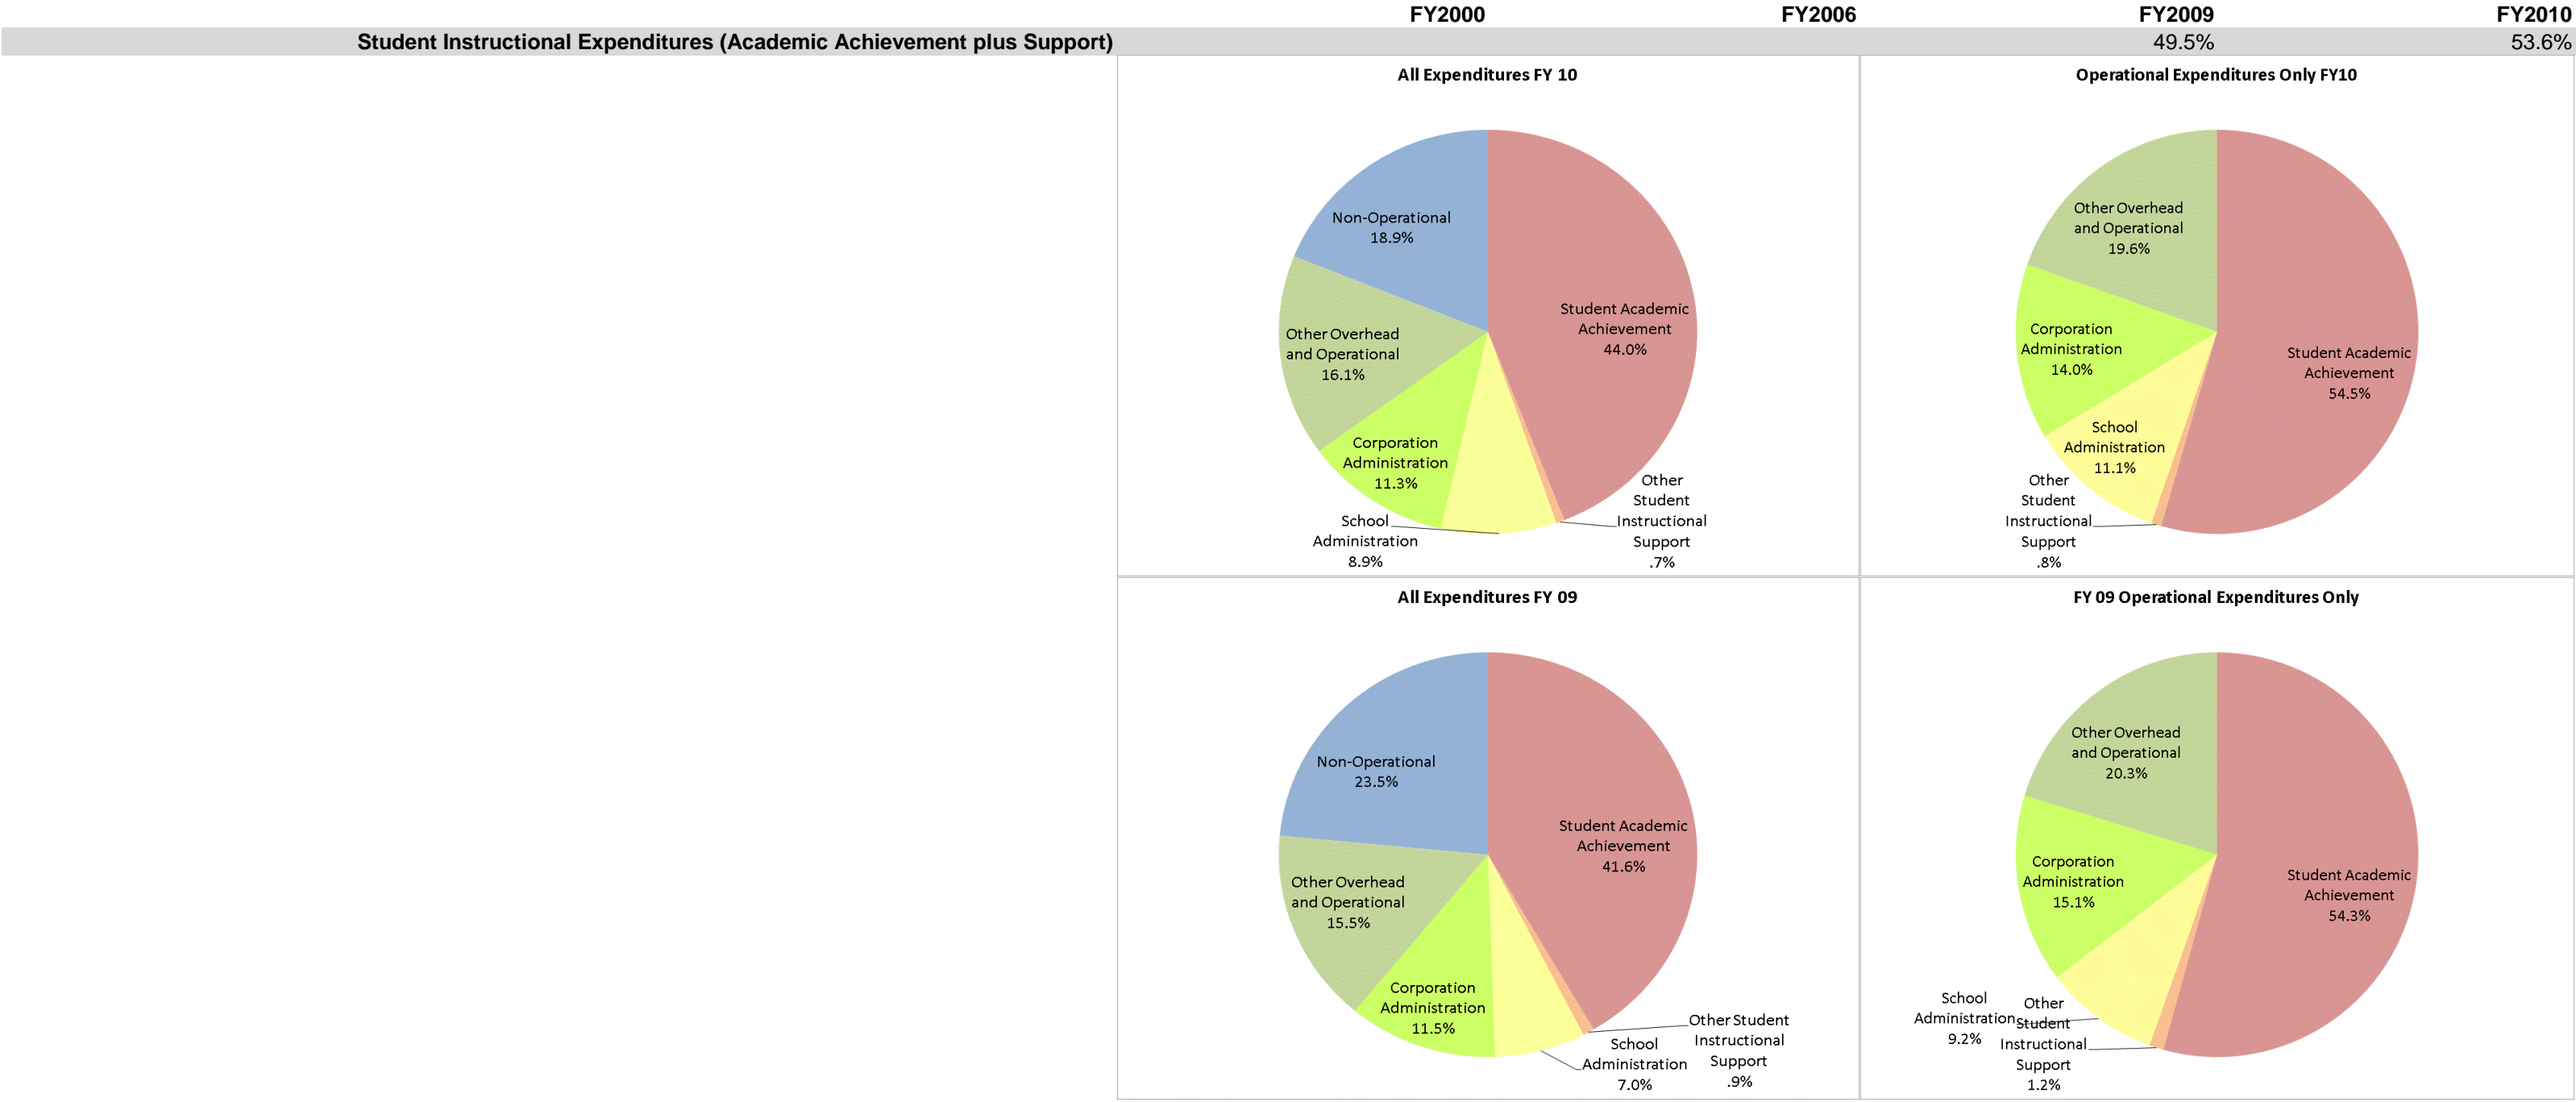 FY2000 FY2006 FY2009 FY2010
Student Instructional Expenditures (Academic Achievement plus Support) 49.5% 53.6%
All Expenditures FY 10
Non-Operational
18.9%
Student Academic
Achievement
44.0%
Other Overhead
and Operational
16.1%
Corporation
Administration
11.3%
School
Administration
8.9%
Other
Student
Instructional
Support
.7%
Operational Expenditures Only FY10
Other Overhead
and Operational
19.6%
Corporation
Administration
14.0%
Student Academic
Achievement
54.5%
School
Administration
11.1%
Other
Student
Instructional
Support
.8%
All Expenditures FY 09
Non-Operational
23.5%
Student Academic
Achievement
41.6%
Other Overhead
and Operational
15.5%
Corporation
Administration
11.5%
School
Administration
7.0%
Other Student
Instructional
Support
.9%
FY 09 Operational Expenditures Only
Other Overhead
and Operational
20.3%
Corporation
Administration
15.1%
Student Academic
Achievement
54.3%
School
Administration
9.2%
Other
Student
Instructional
Support
1.2%